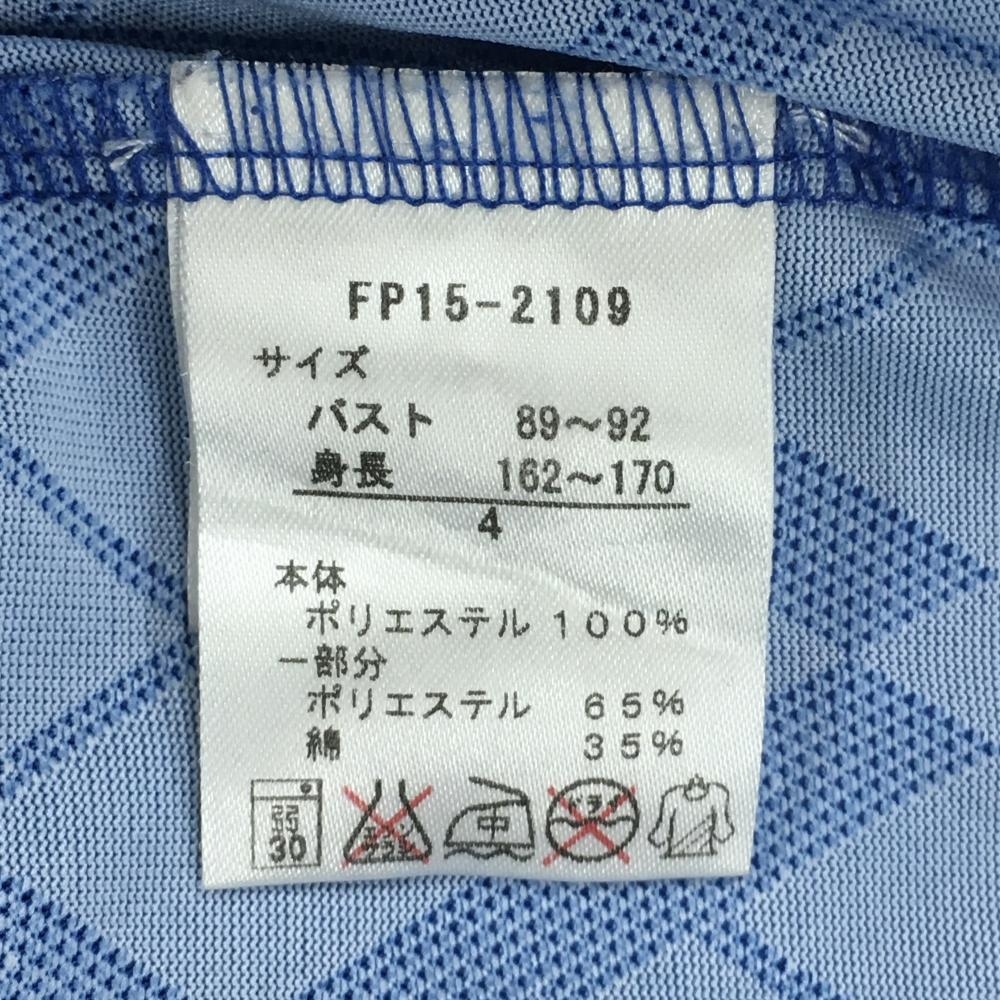 FP15-2109
サイズ
バスト 89～92
身長 162～170
4
本体
ポリエステル 100%
一部分
ポリエステル 65%
綿 35%
30 中